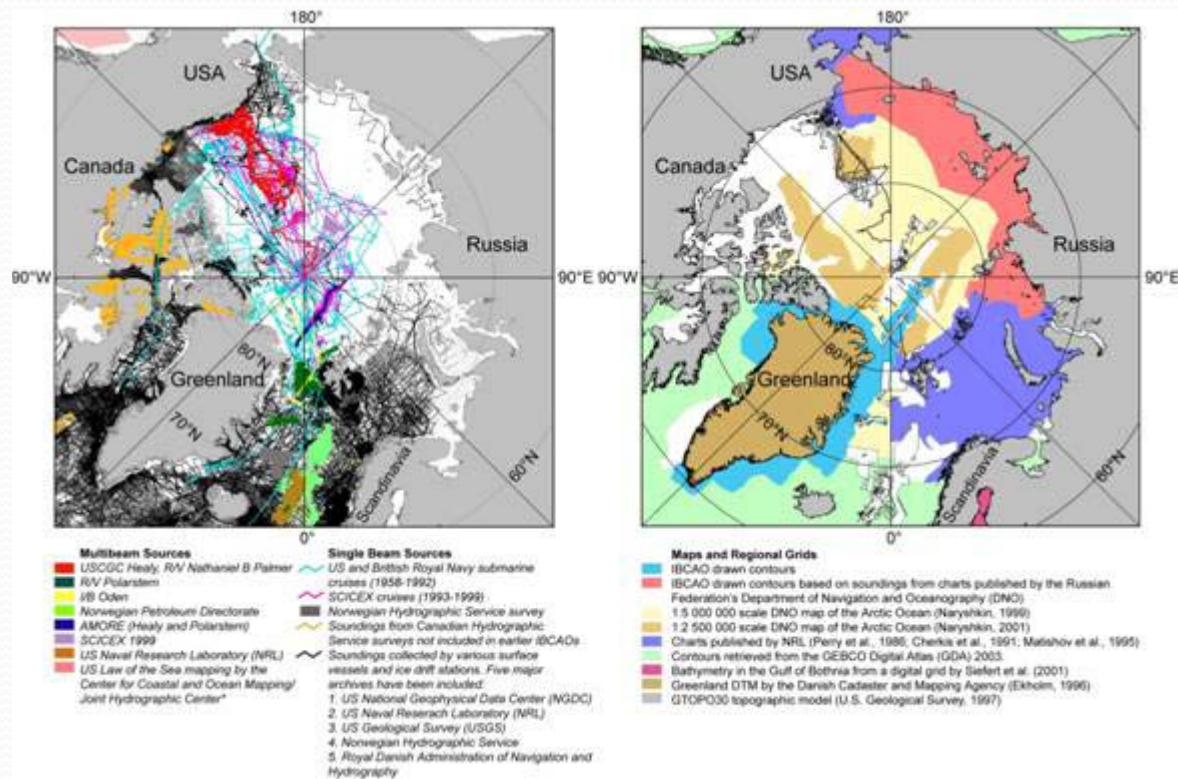 180°
USA
Canada
Russia
90°W
80°N
Greenland
70°N
Scandinavia
60°N
0°
Multibeam Sources
USCGC Healy, R/V Nathaniel B Palmer
R/V Polarstern
I/B Oden
Norwegian Petroleum Directorate
AMORE (Healy and Polarstern)
SCICEX 1999
US Naval Research Laboratory (NRL)
US Law of the Sea mapping by the
Center for Coastal and Ocean Mapping/
Joint Hydrographic Center*
Single Beam Sources
US and British Royal Navy submarine
cruises (1958-1992)
SCICEX cruises (1993-1999)
Norwegian Hydrographic Service survey
Soundings from Canadian Hydrographic
Service surveys not included in earlier IBCAOs
Soundings collected by various surface
vessels and ice drift stations. Five major
archives have been included:
1. US National Geophysical Data Center (NGDC)
2. US Naval Reserach Laboratory (NRL)
3. US Geological Survey (USGS)
4. Norwegian Hydrographic Service
5. Royal Danish Administration of Navigation and
Hydrography
180°
USA
Canada
Russia
90°E 90°W
90°E
80°N
Greenland
70°N
Scandinavia
60°N
0°
Maps and Regional Grids
IBCAO drawn contours
IBCAO drawn contours based on soundings from charts published by the Russian
Federation's Department of Navigation and Oceanography (DNO)
1:5 000 000 scale DNO map of the Arctic Ocean (Naryshkin, 1999)
1:2 500 000 scale DNO map of the Arctic Ocean (Naryshkin, 2001)
Charts published by NRL (Perry et al., 1986; Cherkis et al., 1991; Matishov et al., 1995)
Contours retrieved from the GEBCO Digital Atlas (GDA) 2003.
Bathymetry in the Gulf of Bothnia from a digital grid by Siefert et al. (2001)
Greenland DTM by the Danish Cadaster and Mapping Agency (Ekholm, 1996)
GTOPO30 topographic model (U.S. Geological Survey, 1997)